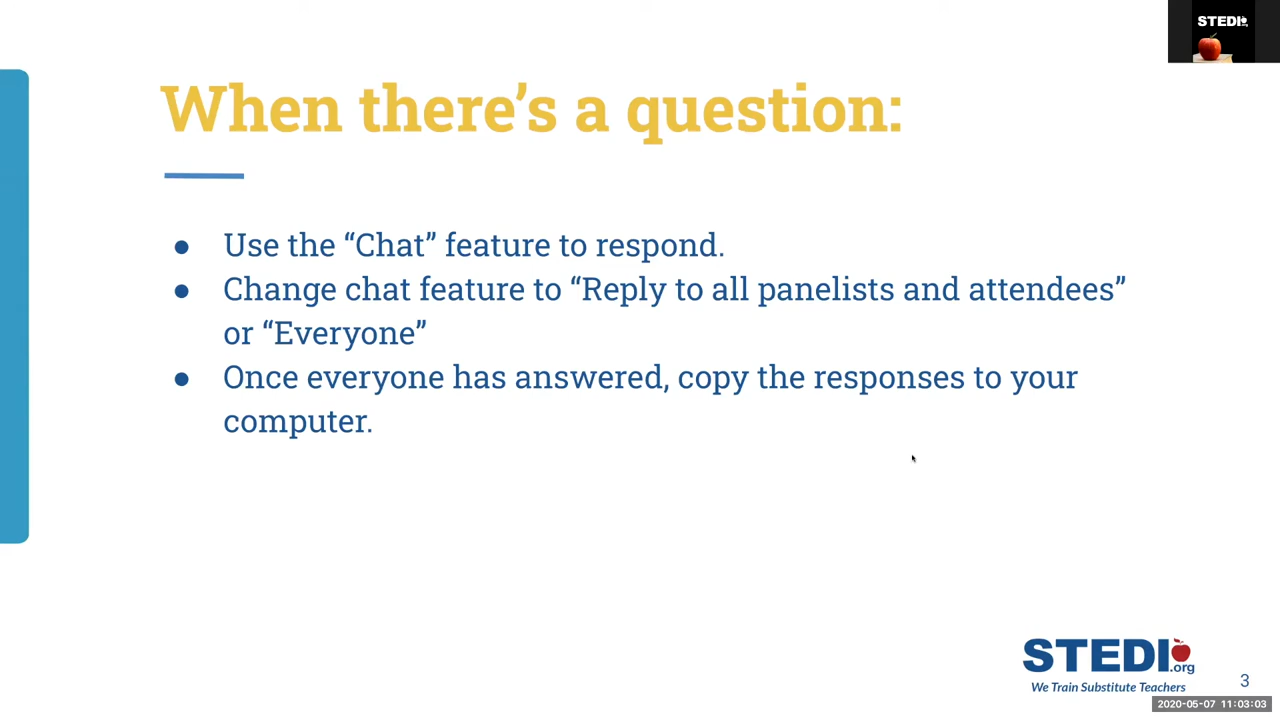 STEDI
When there’s a question:
● Use the “Chat” feature to respond.
● Change chat feature to “Reply to all panelists and attendees”
or “Everyone”
● Once everyone has answered, copy the responses to your
computer.
STEDI.org
We Train Substitute Teachers
3
2020-05-07 11:03:03